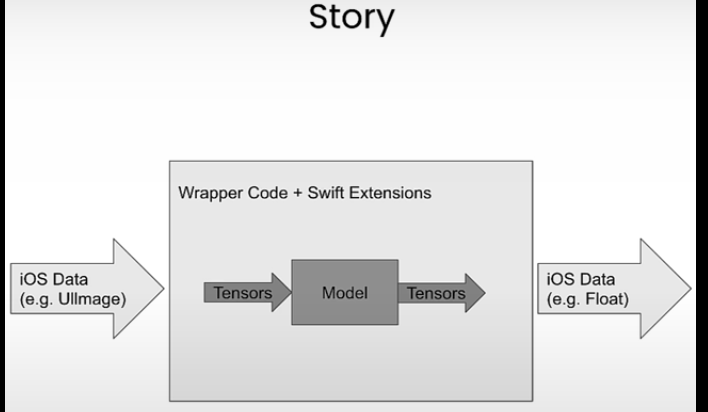 Story
Wrapper Code + Swift Extensions
iOS Data
(e.g. UIImage)
Tensors
Model
Tensors
iOS Data
(e.g. Float)